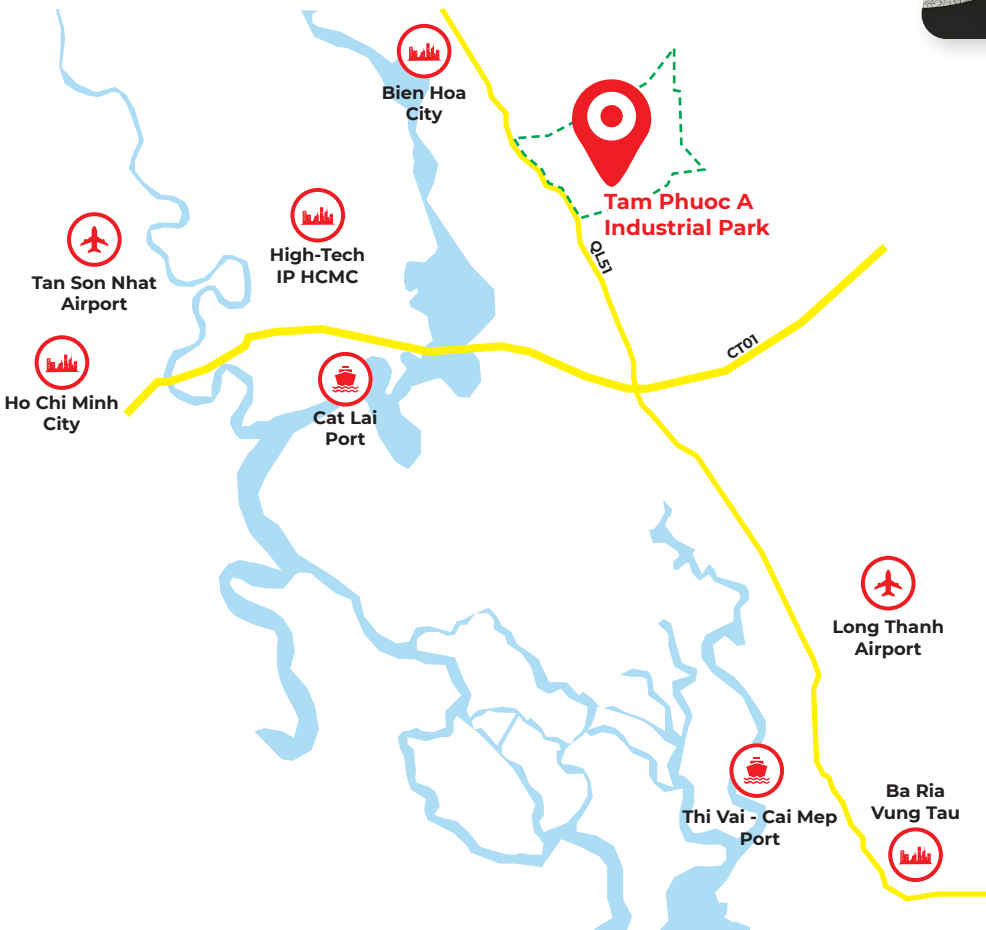 Bien Hoa
City
Tam Phuoc A
Industrial Park
High-Tech
IP HCMC
Tan Son Nhat
Airport
QL51
CT01
Ho Chi Minh
City
Cat Lai
Port
Long Thanh
Airport
Ba Ria
Vung Tau
Thi Vai - Cai Mep
Port